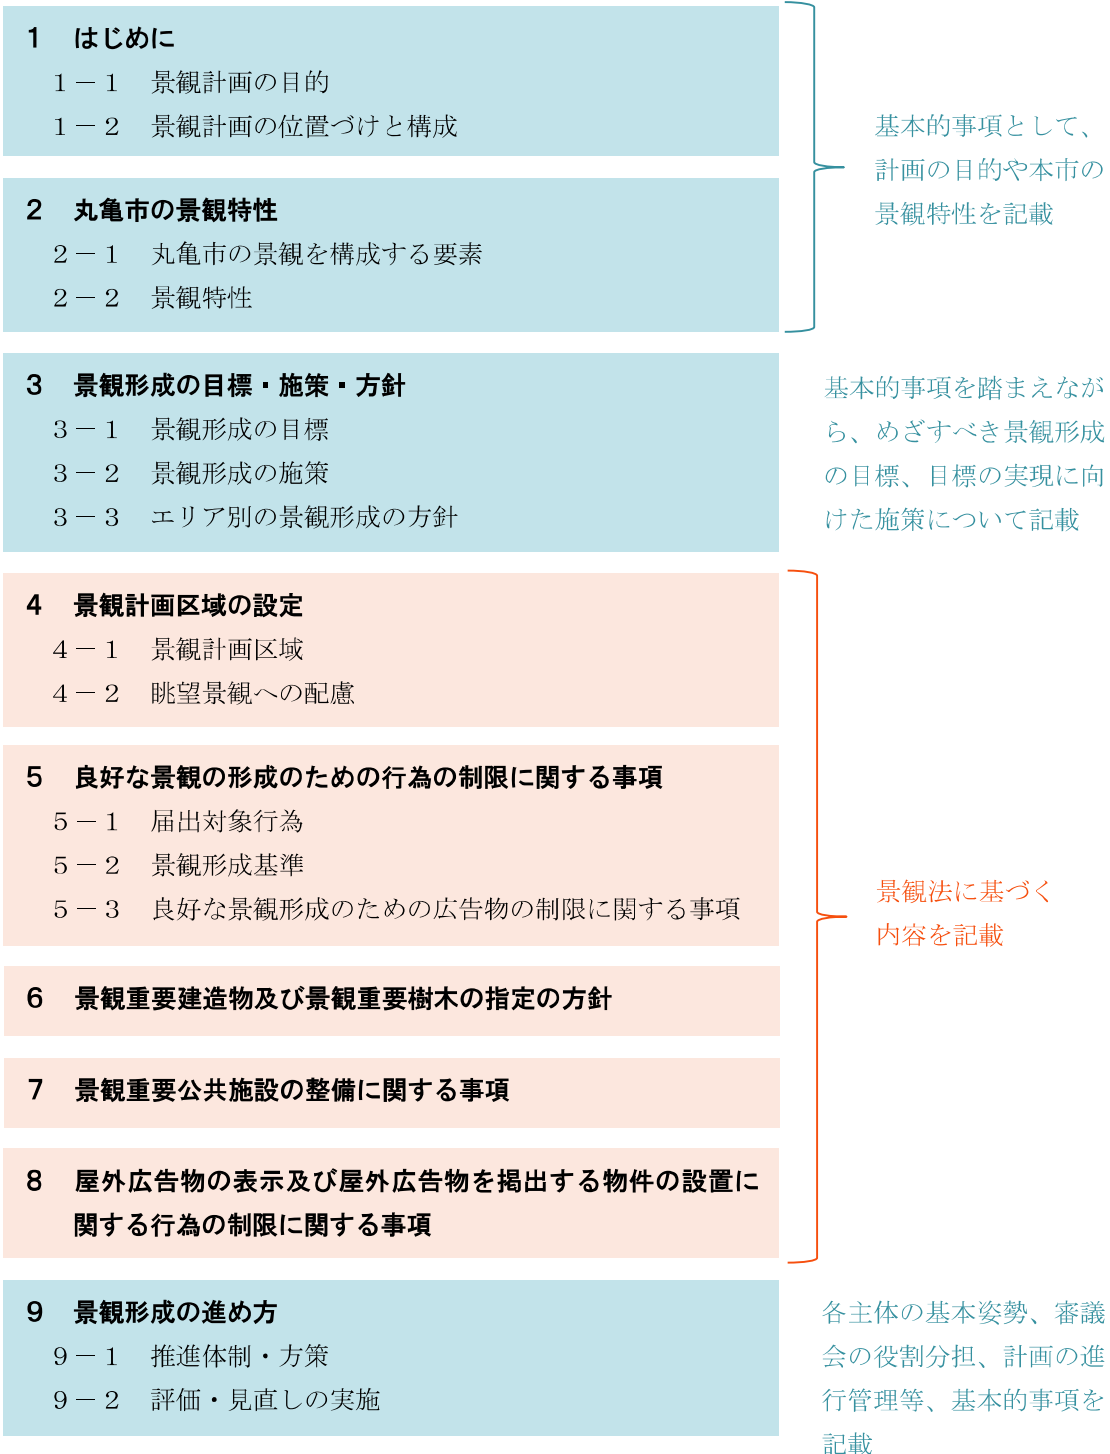 1 はじめに
1－1 景観計画の目的
1－2 景観計画の位置づけと構成
2 丸亀市の景観特性
2－1 丸亀市の景観を構成する要素
2－2 景観特性
基本的事項として、
計画の目的や本市の
景観特性を記載
3 景観形成の目標・施策・方針
3－1 景観形成の目標
3－2 景観形成の施策
3－3 エリア別の景観形成の方針
基本的事項を踏まえなが
ら、めざすべき景観形成
の目標、目標の実現に向
けた施策について記載
4 景観計画区域の設定
4－1 景観計画区域
4－2 眺望景観への配慮
5 良好な景観の形成のための行為の制限に関する事項
5－1 届出対象行為
5－2 景観形成基準
5－3 良好な景観形成のための広告物の制限に関する事項
6 景観重要建造物及び景観重要樹木の指定の方針
7 景観重要公共施設の整備に関する事項
8 屋外広告物の表示及び屋外広告物を掲出する物件の設置に
関する行為の制限に関する事項
景観法に基づく
内容を記載
9 景観形成の進め方
9－1 推進体制・方策
9－2 評価・見直しの実施
各主体の基本姿勢、審議
会の役割分担、計画の進
行管理等、基本的事項を
記載